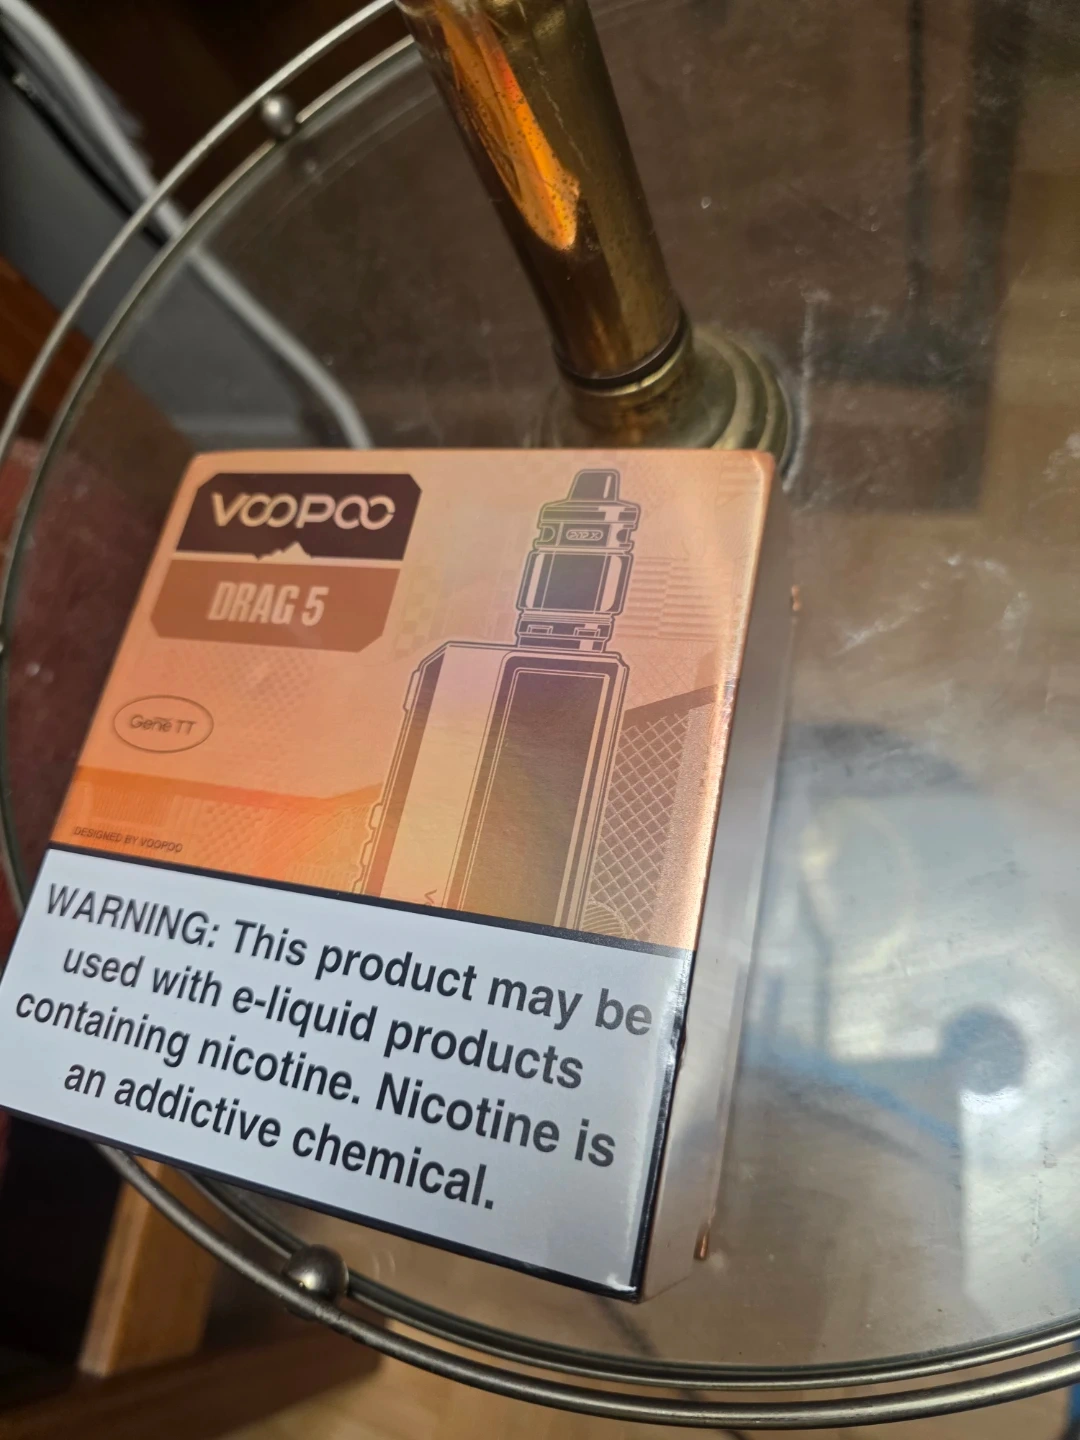 VOOPOO
DRAG 5
Gene TT
DESIGNED BY VOOPOO
WARNING: This product may be
used with e-liquid products
containing nicotine. Nicotine is
an addictive chemical.